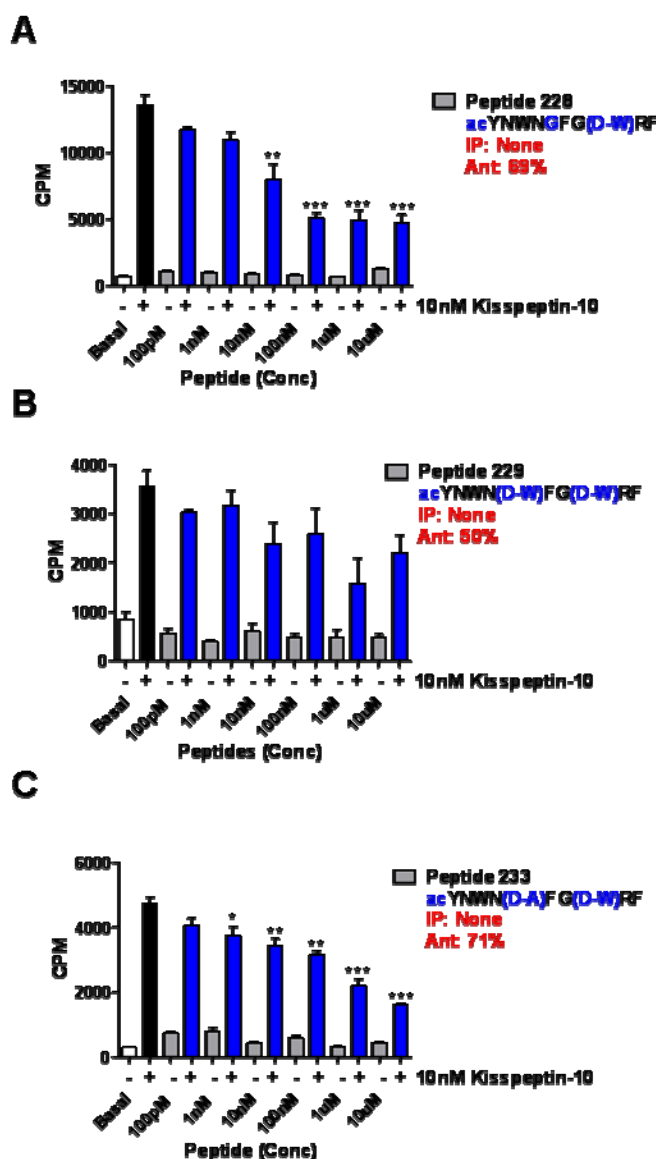 A
15000
10000
5000
0
CPM
Peptide 228
acYNWNGFG(D-W)RF
IP: None
Ant: 69%
** *** *** ***
- + - + - + - + - + - + - + 10nM Kisspeptin-10
Basal 100pM 1nM 10nM 100nM 1uM 10uM
Peptide (Conc)
B
4000
3000
2000
1000
0
CPM
Peptide 229
acYNWN(D-W)FG(D-W)RF
IP: None
Ant: 50%
- + - + - + - + - + - + - + 10nM Kisspeptin-10
Basal 100pM 1nM 10nM 100nM 1uM 10uM
Peptides (Conc)
C
6000
4000
2000
0
CPM
Peptide 233
acYNWN(D-A)FG(D-W)RF
IP: None
Ant: 71%
* ** ** *** ***
- + - + - + - + - + - + - + 10nM Kisspeptin-10
Basal 100pM 1nM 10nM 100nM 1uM 10uM
Peptide (Conc)